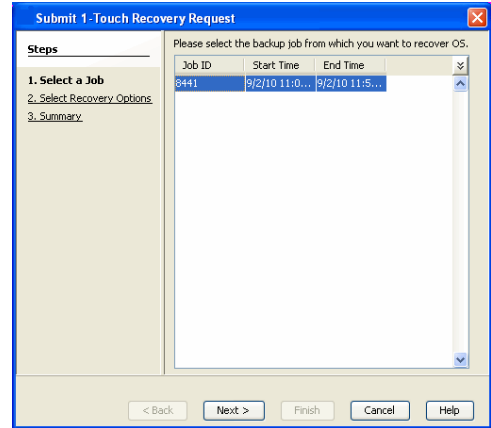 Submit 1-Touch Recovery Request
Steps
1. Select a Job
2. Select Recovery Options
3. Summary
Please select the backup job from which you want to recover OS.
Job ID Start Time End Time
8441 9/2/10 11:0... 9/2/10 11:5...
< Back Next > Finish Cancel Help